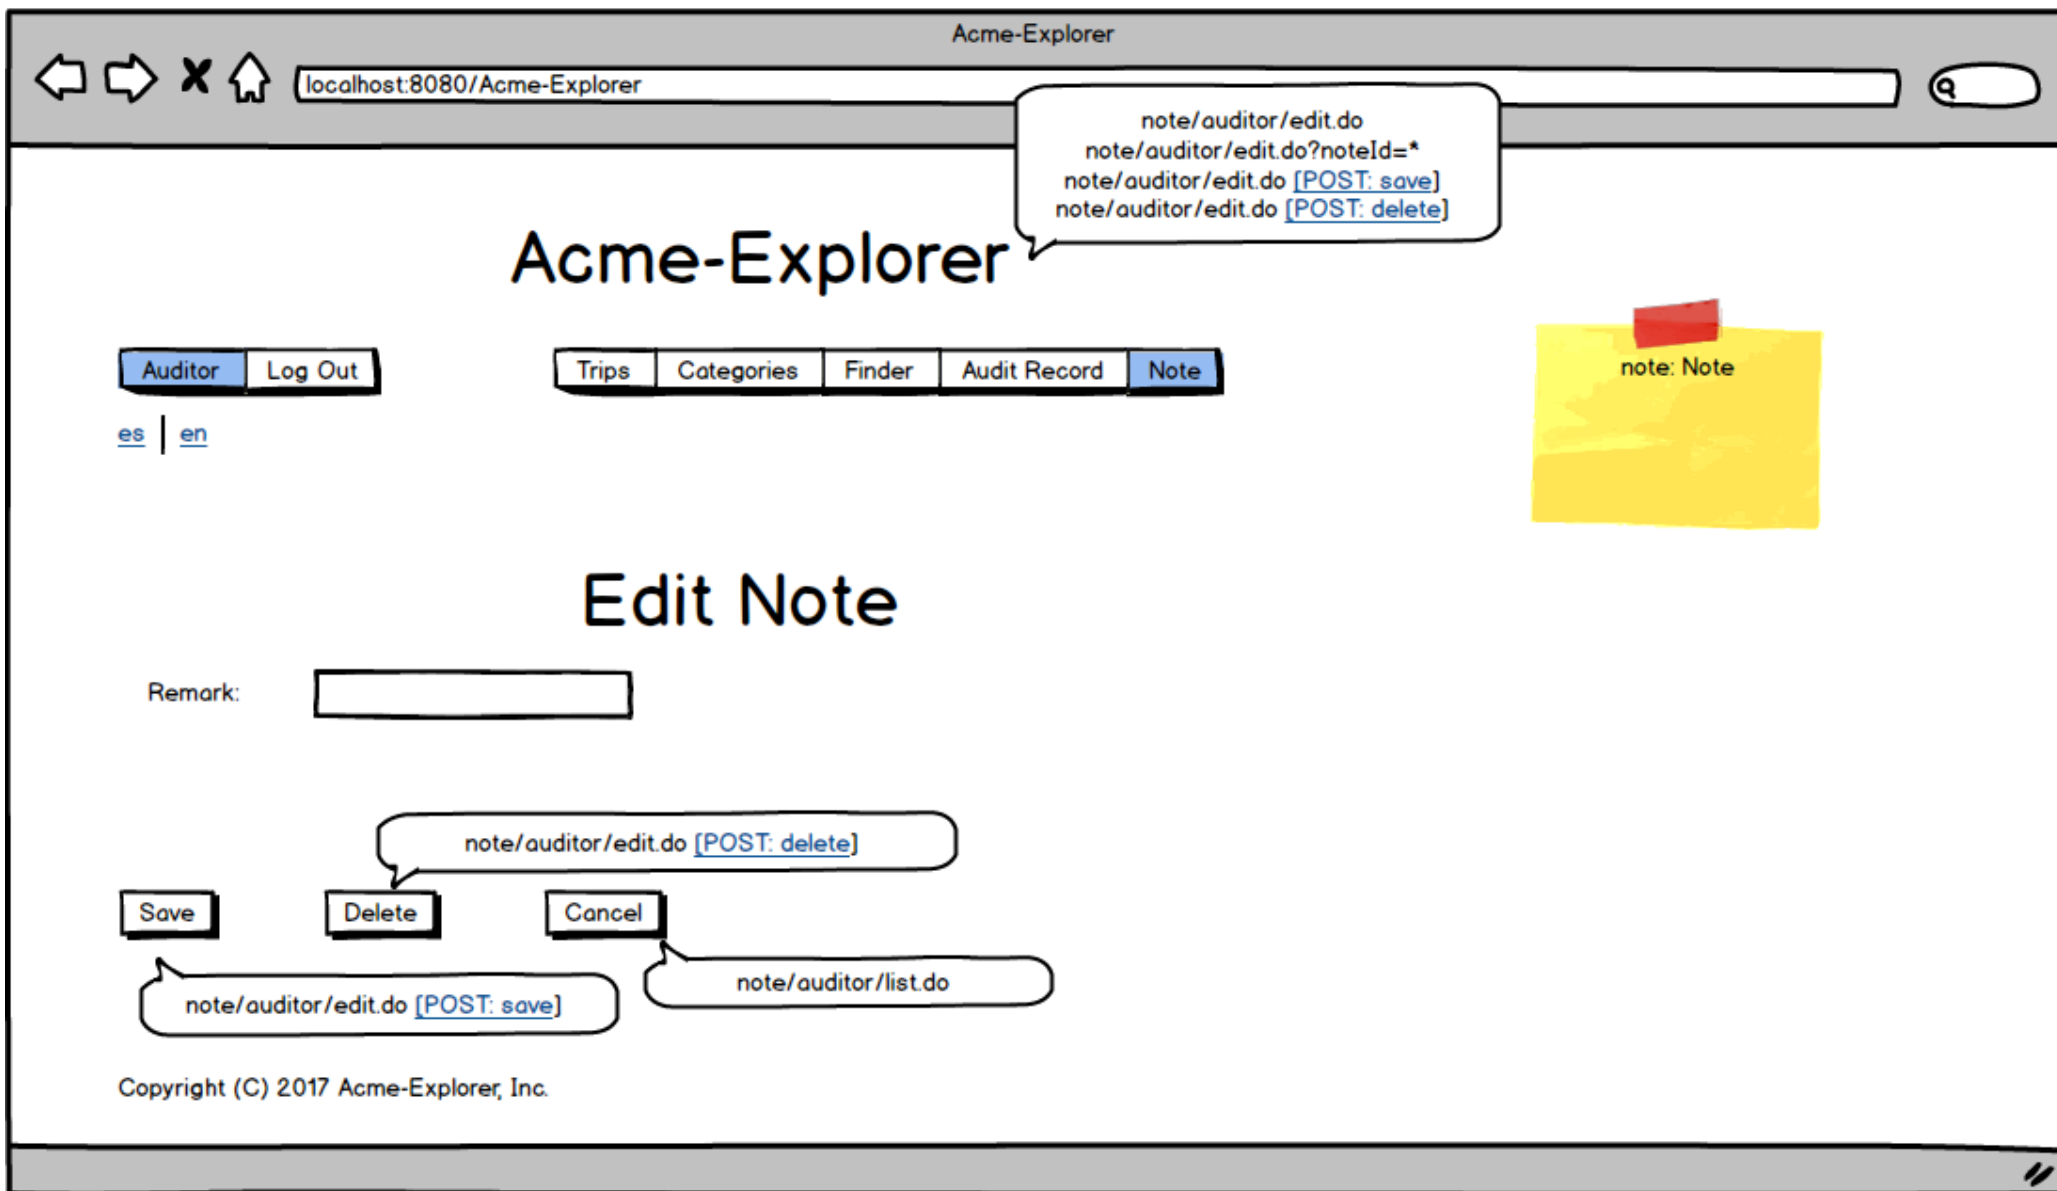 Acme-Explorer
localhost:8080/Acme-Explorer
note/auditor/edit.do
note/auditor/edit.do?noteId=*
note/auditor/edit.do [POST: save]
note/auditor/edit.do [POST: delete]
Acme-Explorer
Auditor Log Out Trips Categories Finder Audit Record Note
note: Note
es | en
Edit Note
Remark:
note/auditor/edit.do [POST: delete]
Save Delete Cancel
note/auditor/list.do
note/auditor/edit.do [POST: save]
Copyright (C) 2017 Acme-Explorer, Inc.